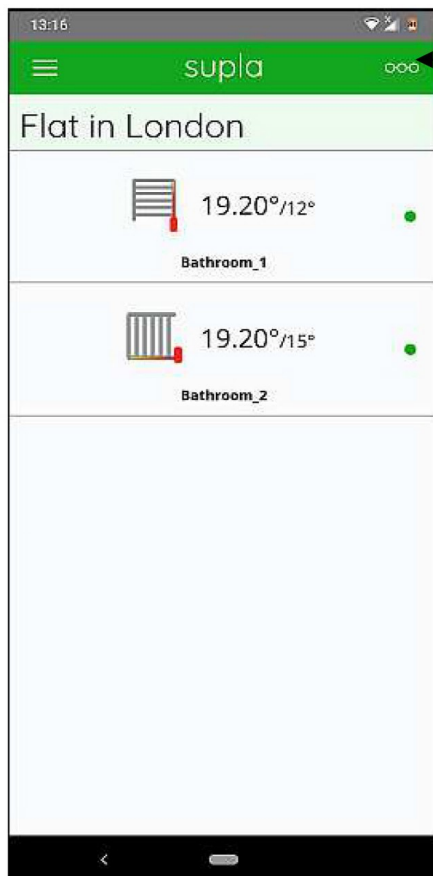 13:16
supla
Flat in London
19.20°/12°
Bathroom_1
19.20°/15°
Bathroom_2